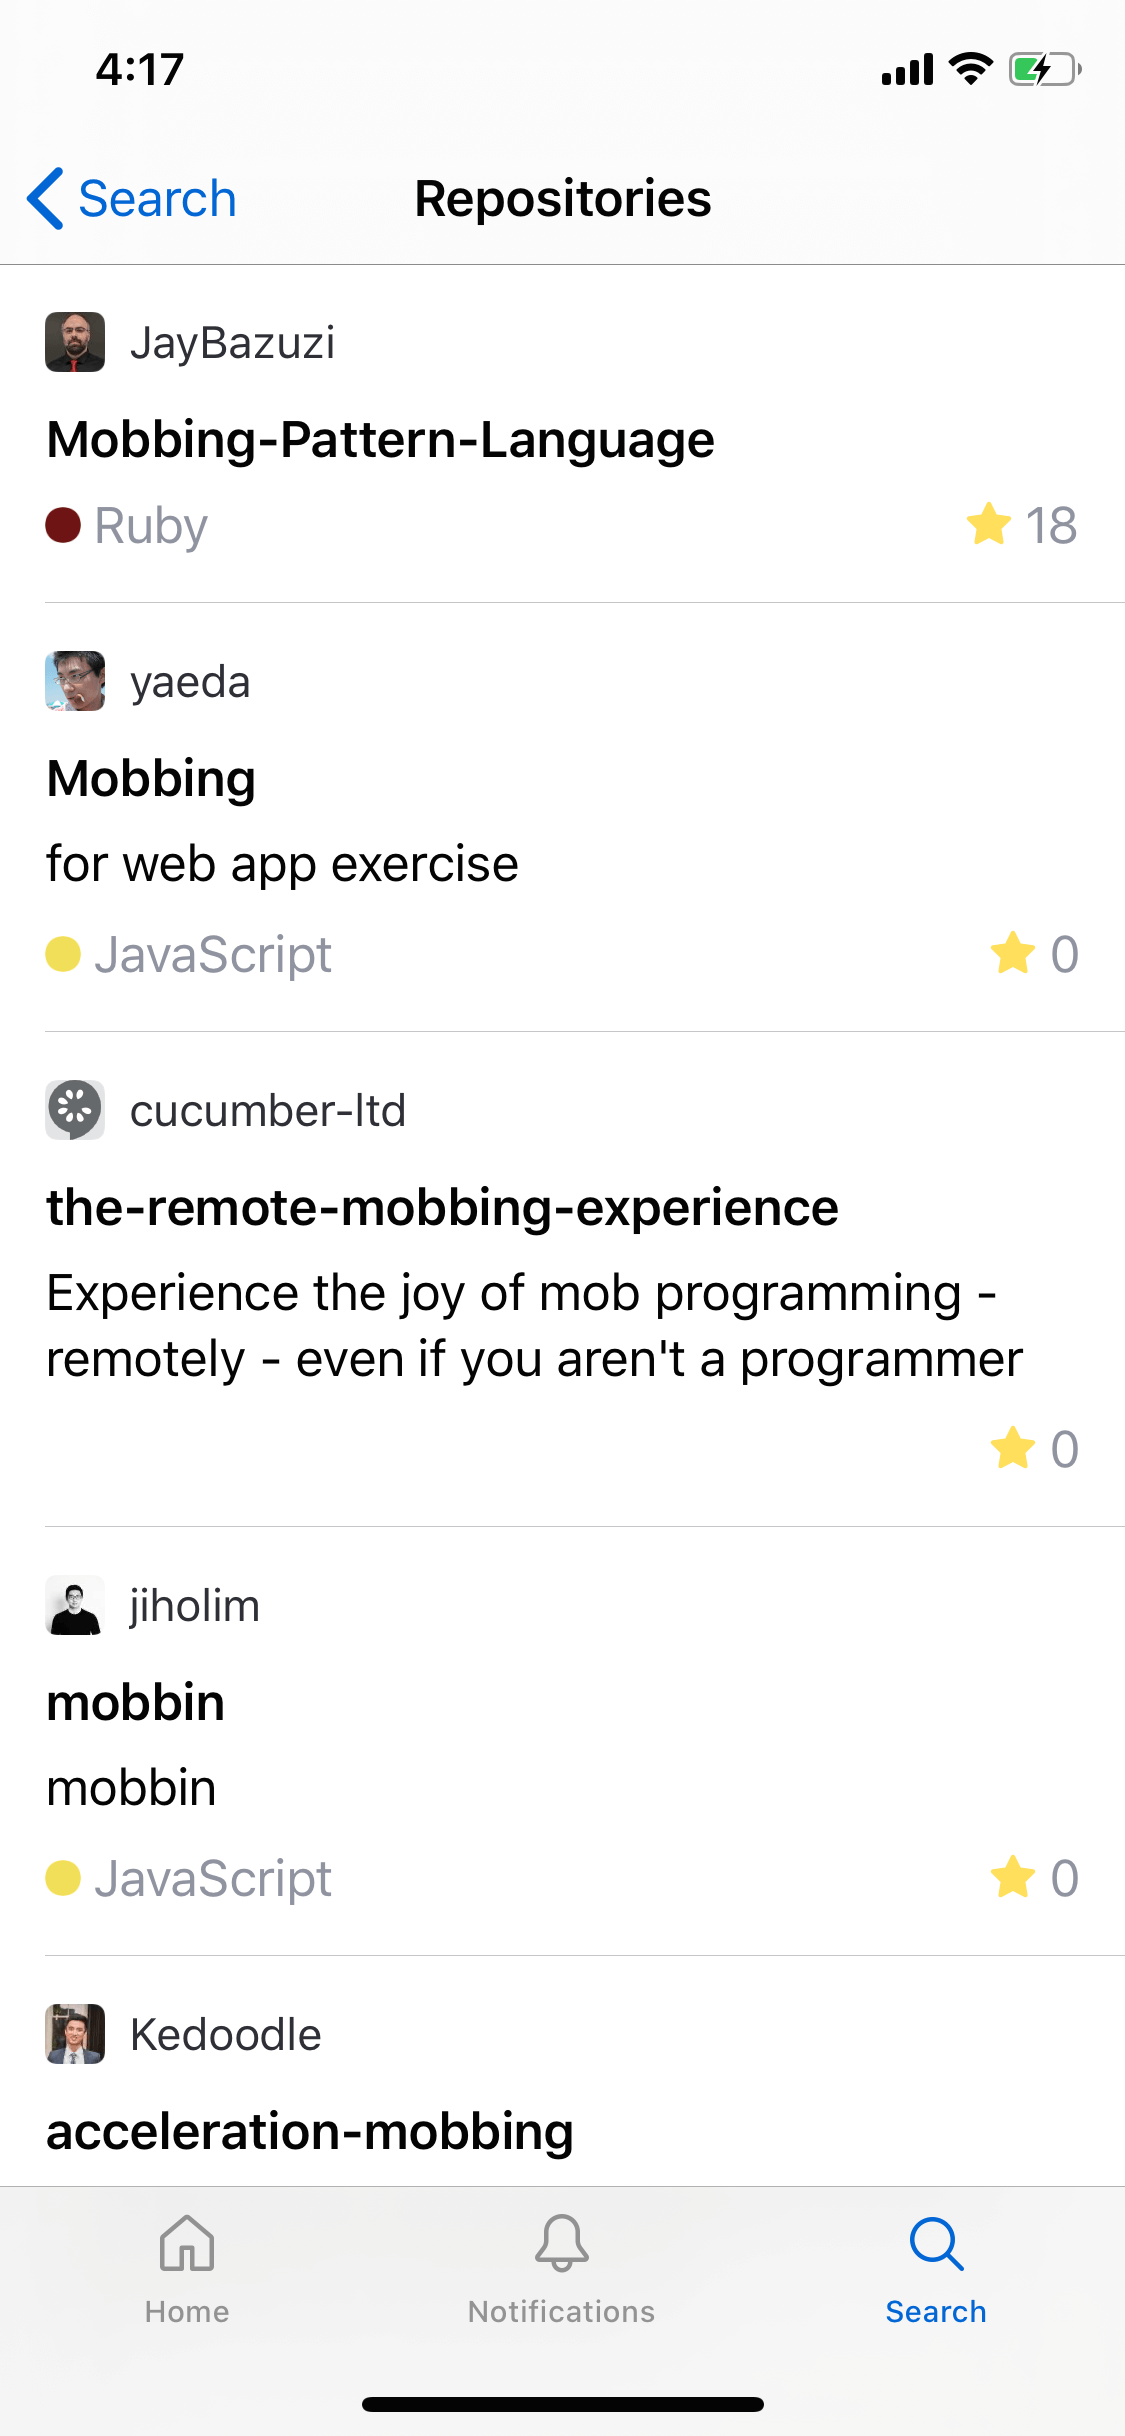 4:17
Search
Repositories
JayBazuzi
Mobbing-Pattern-Language
Ruby
18
yaeda
Mobbing
for web app exercise
JavaScript
0
cucumber-ltd
the-remote-mobbing-experience
Experience the joy of mob programming -
remotely - even if you aren't a programmer
0
jiholim
mobbin
mobbin
JavaScript
0
Kedoodle
acceleration-mobbing
Home
Notifications
Search